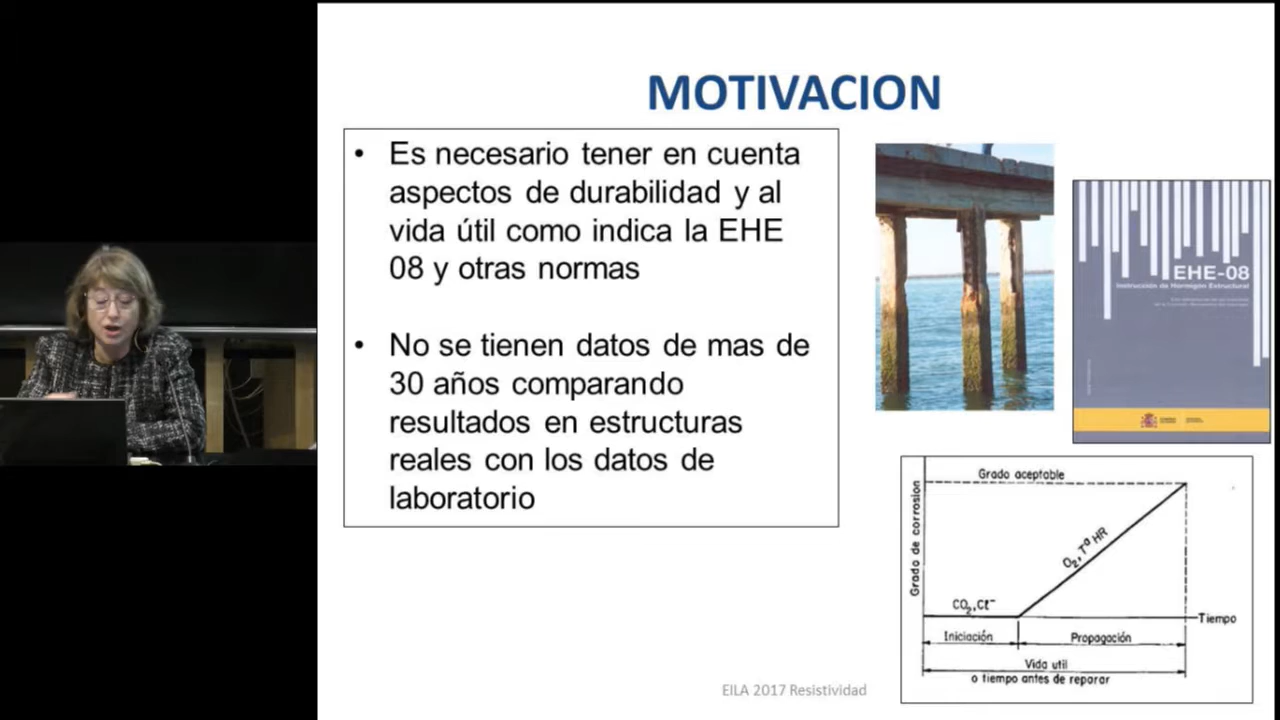 MOTIVACION
• Es necesario tener en cuenta
aspectos de durabilidad y al
vida útil como indica la EHE
08 y otras normas
• No se tienen datos de mas de
30 años comparando
resultados en estructuras
reales con los datos de
laboratorio
EHE-08
Instrucción de Hormigón Estructural
Grado aceptable
Grado de corrosion
O₂, Tª HR
CO₂, Cl⁻
Tiempo
Iniciación
Propagación
Vida util
o tiempo antes de reparar
EILA 2017 Resistividad